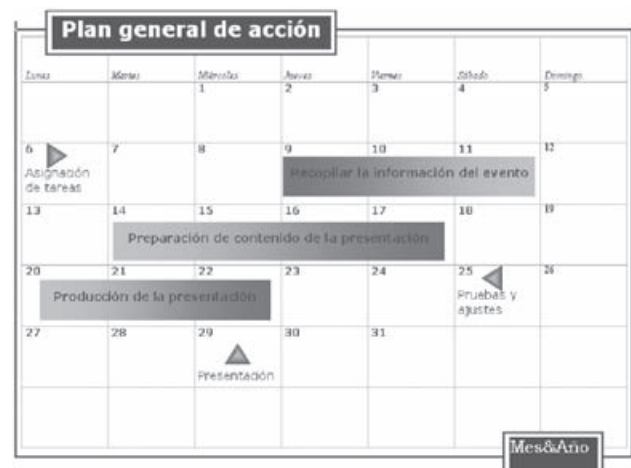 Plan general de acción
Lunes Martes Miércoles Jueves Viernes Sábado Domingo
1 2 3 4 5
6 7 8 9 10 11 12
Asignación
de tareas
Recopilar la información del evento
13 14 15 16 17 18 19
Preparación de contenido de la presentación
20 21 22 23 24 25 26
Producción de la presentación
Pruebas y
ajustes
27 28 29 30 31
Presentación
Mes&Año